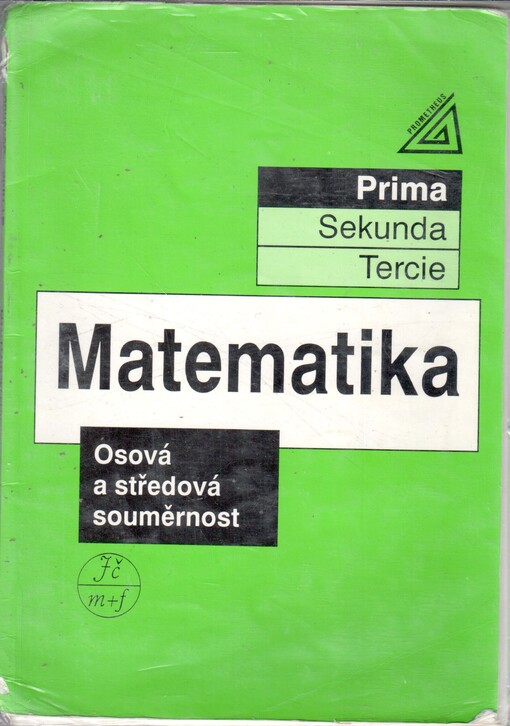 PROMETHEUS
Prima
Sekunda
Tercie
Matematika
Osová
a středová
souměrnost
Jč
m+f